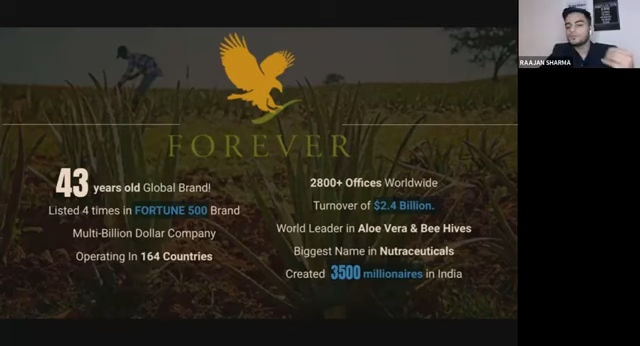 RAAJAN SHARMA
FOREVER
43 years old Global Brand!
Listed 4 times in FORTUNE 500 Brand
Multi-Billion Dollar Company
Operating In 164 Countries
2800+ Offices Worldwide
Turnover of $2.4 Billion.
World Leader in Aloe Vera & Bee Hives
Biggest Name in Nutraceuticals
Created 3500 millionaires in India